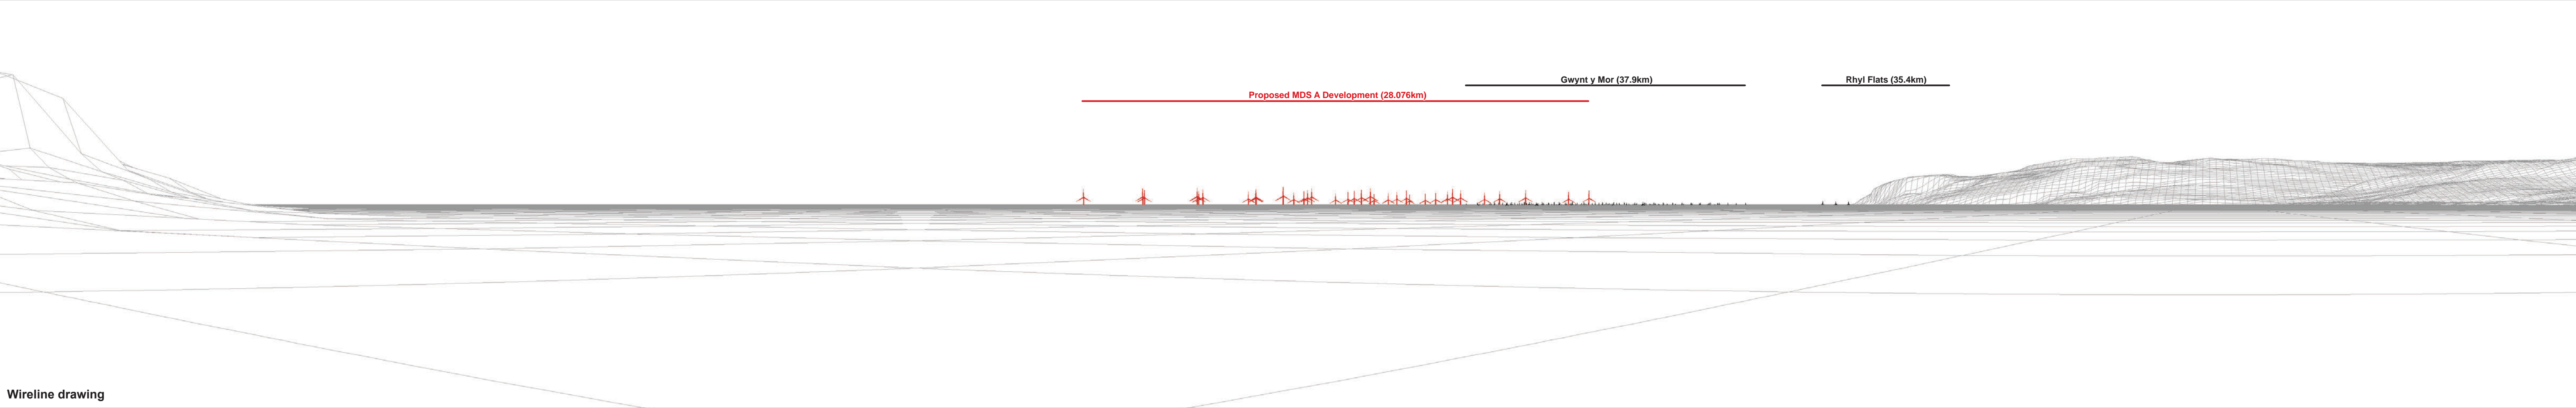 Gwynt y Mor (37.9km)
Rhyl Flats (35.4km)
Proposed MDS A Development (28.076km)
Wireline drawing